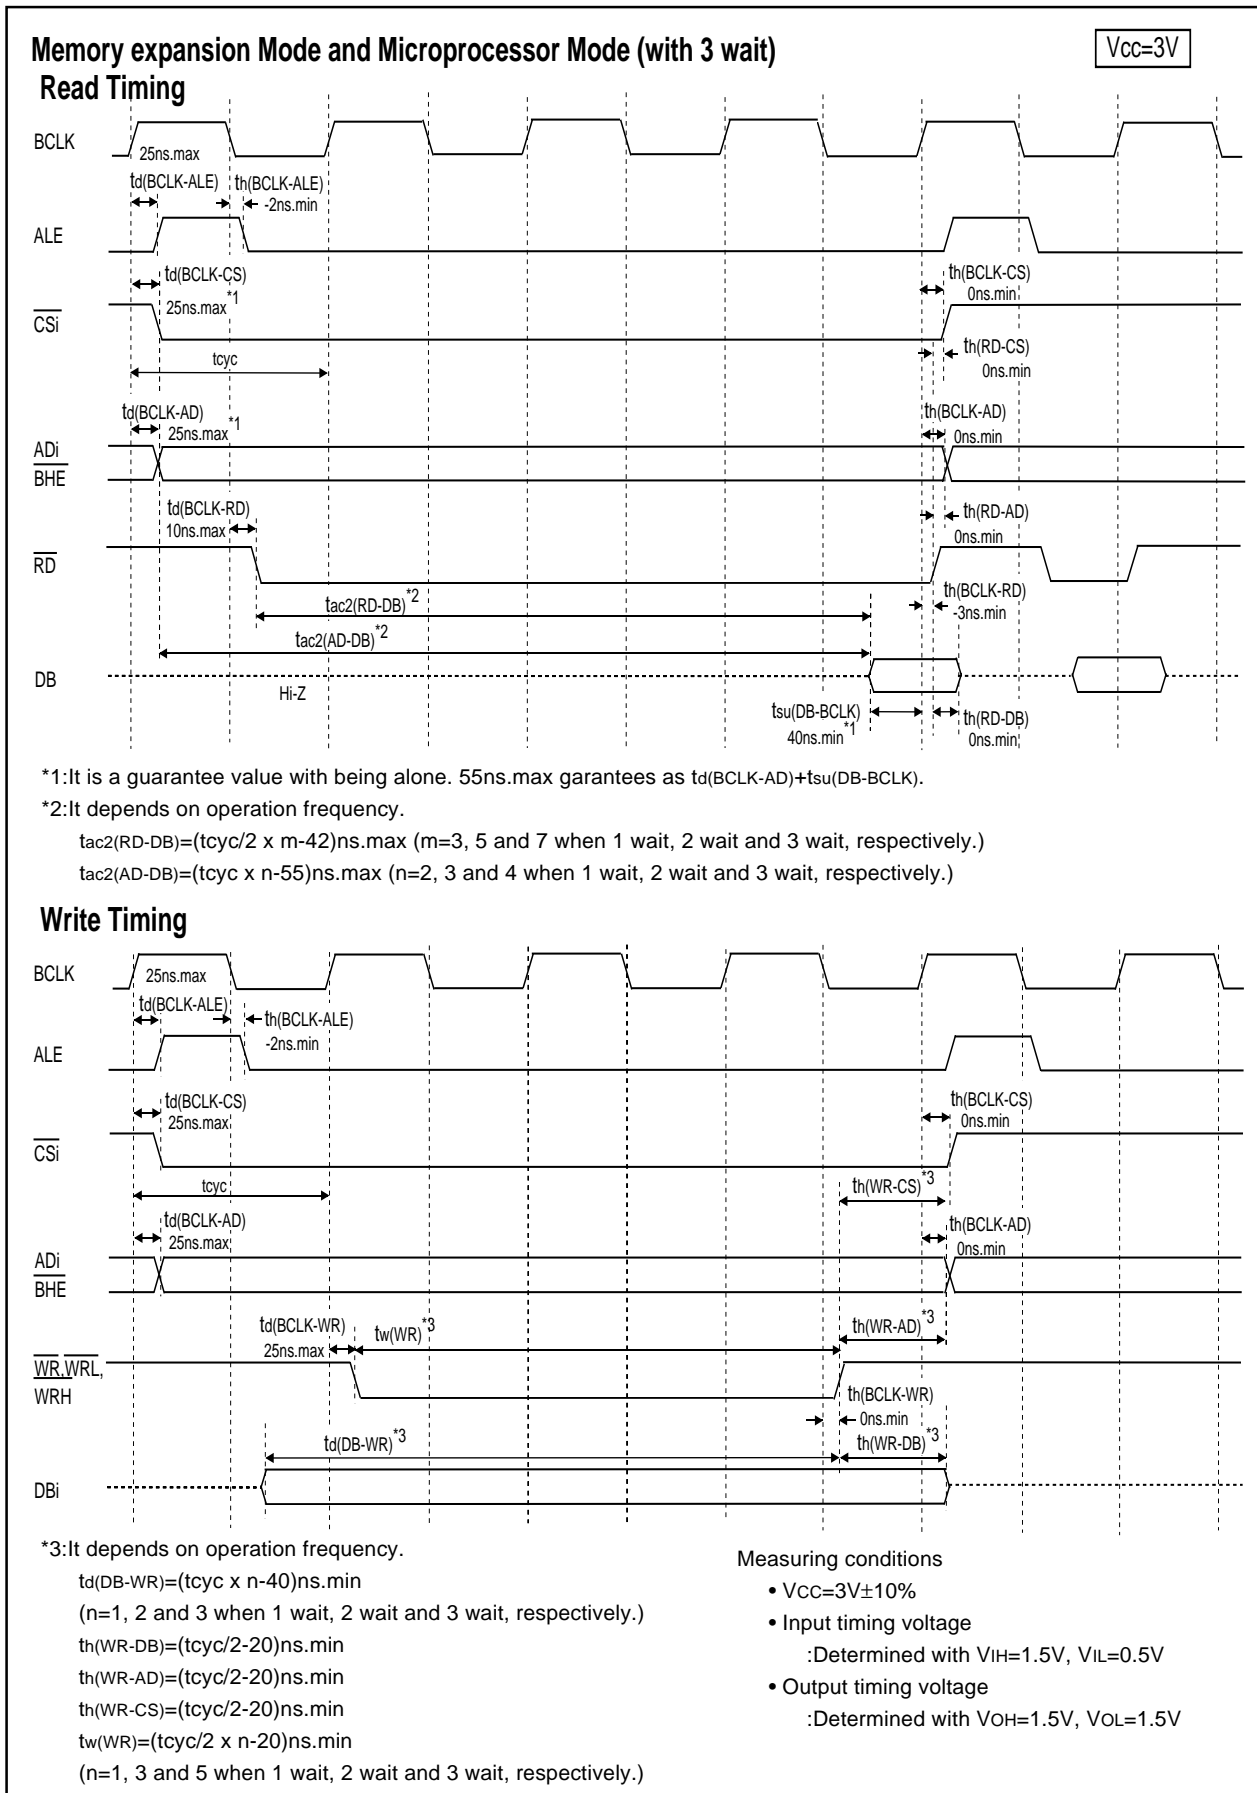 Memory expansion Mode and Microprocessor Mode (with 3 wait)
Vcc=3V
Read Timing
BCLK
25ns.max
td(BCLK-ALE)
th(BCLK-ALE)
-2ns.min
ALE
td(BCLK-CS)
25ns.max*1
th(BCLK-CS)
0ns.min
CSi
tcyc
th(RD-CS)
0ns.min
td(BCLK-AD)
25ns.max*1
th(BCLK-AD)
0ns.min
ADi
BHE
td(BCLK-RD)
10ns.max
th(RD-AD)
0ns.min
RD
tac2(RD-DB)*2
th(BCLK-RD)
-3ns.min
tac2(AD-DB)*2
DB
Hi-Z
tsu(DB-BCLK)
40ns.min*1
th(RD-DB)
0ns.min
*1:It is a guarantee value with being alone. 55ns.max garantees as td(BCLK-AD)+tsu(DB-BCLK).
*2:It depends on operation frequency.
tac2(RD-DB)=(tcyc/2 x m-42)ns.max (m=3, 5 and 7 when 1 wait, 2 wait and 3 wait, respectively.)
tac2(AD-DB)=(tcyc x n-55)ns.max (n=2, 3 and 4 when 1 wait, 2 wait and 3 wait, respectively.)
Write Timing
BCLK
25ns.max
td(BCLK-ALE)
th(BCLK-ALE)
-2ns.min
ALE
td(BCLK-CS)
25ns.max
th(BCLK-CS)
0ns.min
CSi
tcyc
th(WR-CS)*3
td(BCLK-AD)
25ns.max
th(BCLK-AD)
0ns.min
ADi
BHE
td(BCLK-WR)
25ns.max
tw(WR)*3
th(WR-AD)*3
WR,WRL,
WRH
th(BCLK-WR)
0ns.min
td(DB-WR)*3
th(WR-DB)*3
DBi
*3:It depends on operation frequency.
td(DB-WR)=(tcyc x n-40)ns.min
(n=1, 2 and 3 when 1 wait, 2 wait and 3 wait, respectively.)
th(WR-DB)=(tcyc/2-20)ns.min
th(WR-AD)=(tcyc/2-20)ns.min
th(WR-CS)=(tcyc/2-20)ns.min
tw(WR)=(tcyc/2 x n-20)ns.min
(n=1, 3 and 5 when 1 wait, 2 wait and 3 wait, respectively.)
Measuring conditions
• VCC=3V±10%
• Input timing voltage
:Determined with VIH=1.5V, VIL=0.5V
• Output timing voltage
:Determined with VOH=1.5V, VOL=1.5V